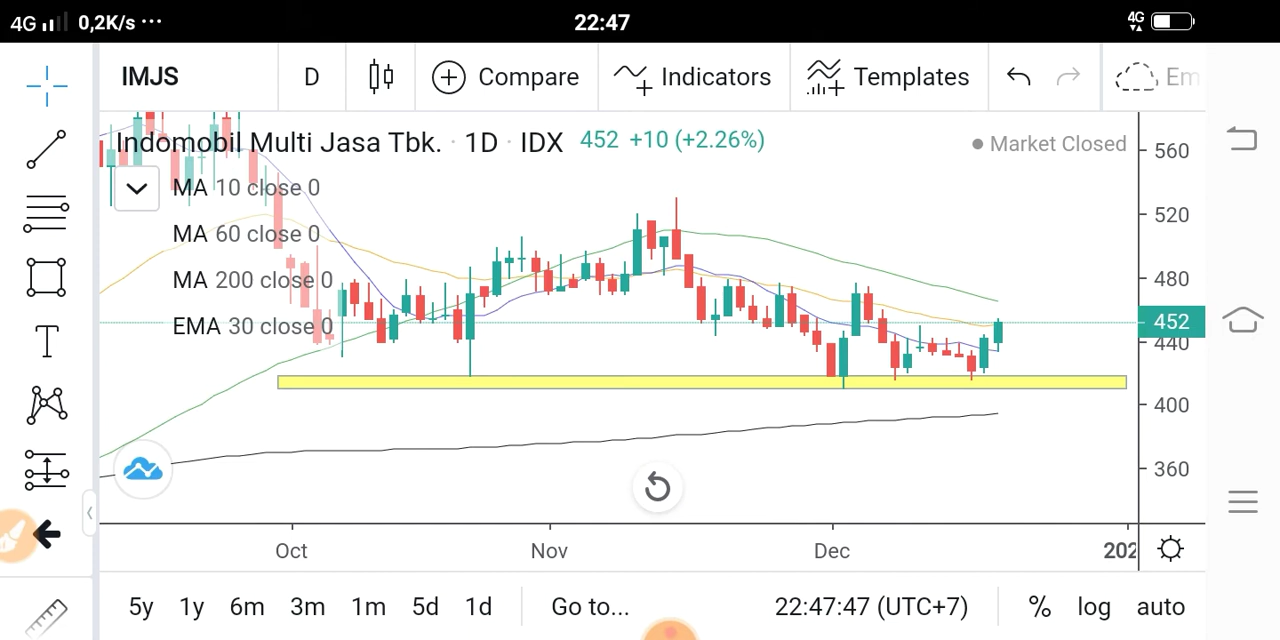 4G 0,2K/s ··· 22:47 4G
IMJS D Compare Indicators Templates Em
Indomobil Multi Jasa Tbk. · 1D · IDX 452 +10 (+2.26%) Market Closed
MA 10 close 0
MA 60 close 0
MA 200 close 0
EMA 30 close 0
560
520
480
452
440
400
360
T
Oct Nov Dec 202
5y 1y 6m 3m 1m 5d 1d Go to... 22:47:47 (UTC+7) % log auto